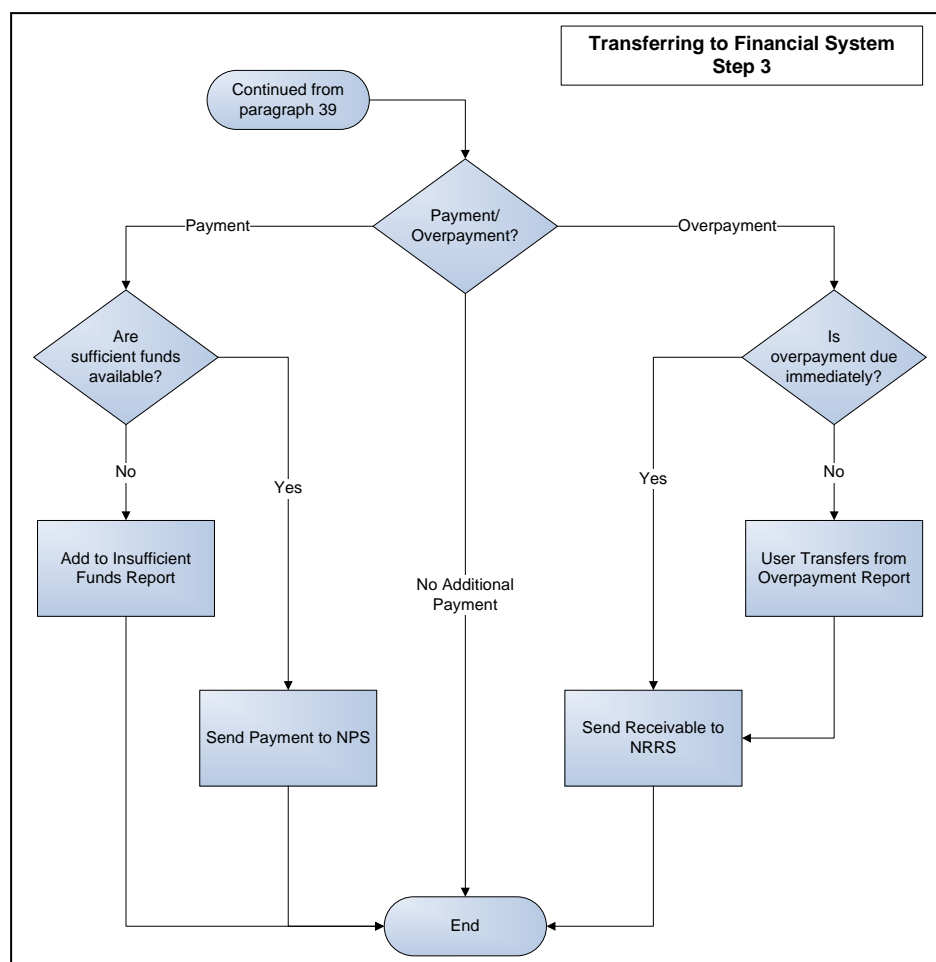 Transferring to Financial System
Step 3
Continued from
paragraph 39
Payment/
Overpayment?
Payment
Overpayment
Are
sufficient funds
available?
Is
overpayment due
immediately?
No
Yes
Yes
No
Add to Insufficient
Funds Report
No Additional
Payment
User Transfers from
Overpayment Report
Send Payment to NPS
Send Receivable to
NRRS
End